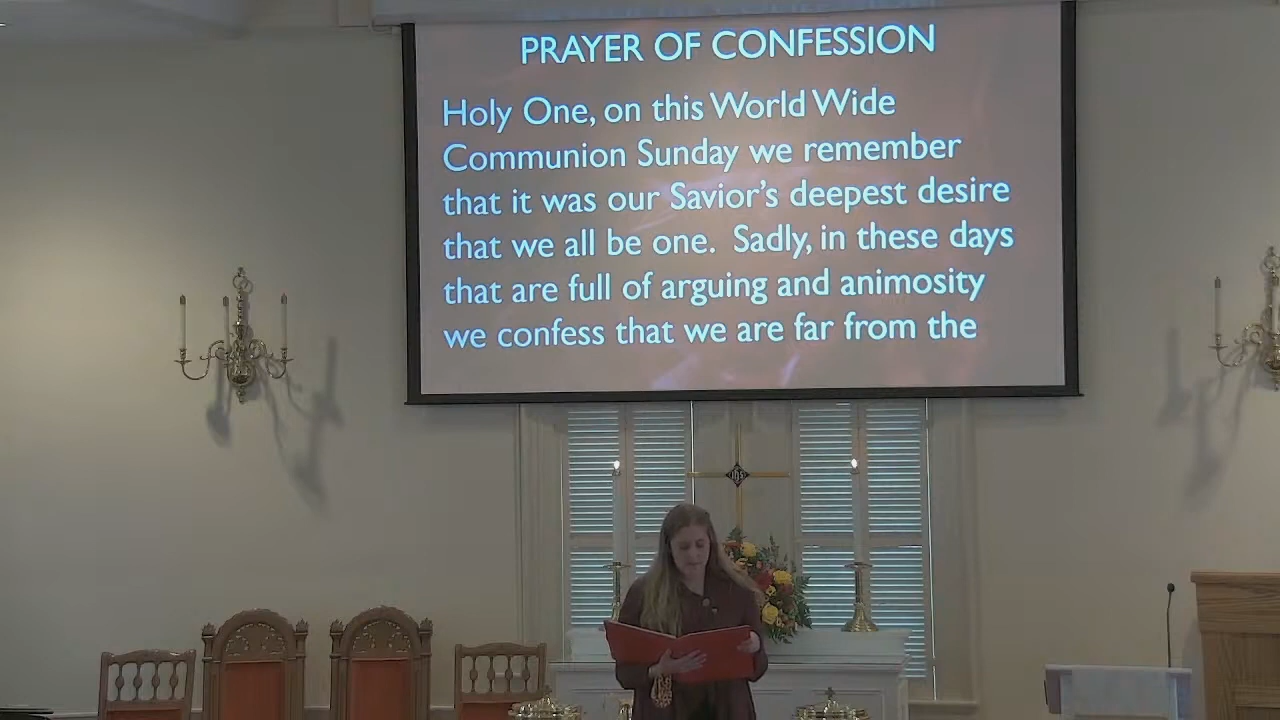 PRAYER OF CONFESSION
Holy One, on this World Wide
Communion Sunday we remember
that it was our Savior's deepest desire
that we all be one. Sadly, in these days
that are full of arguing and animosity
we confess that we are far from the
IHS